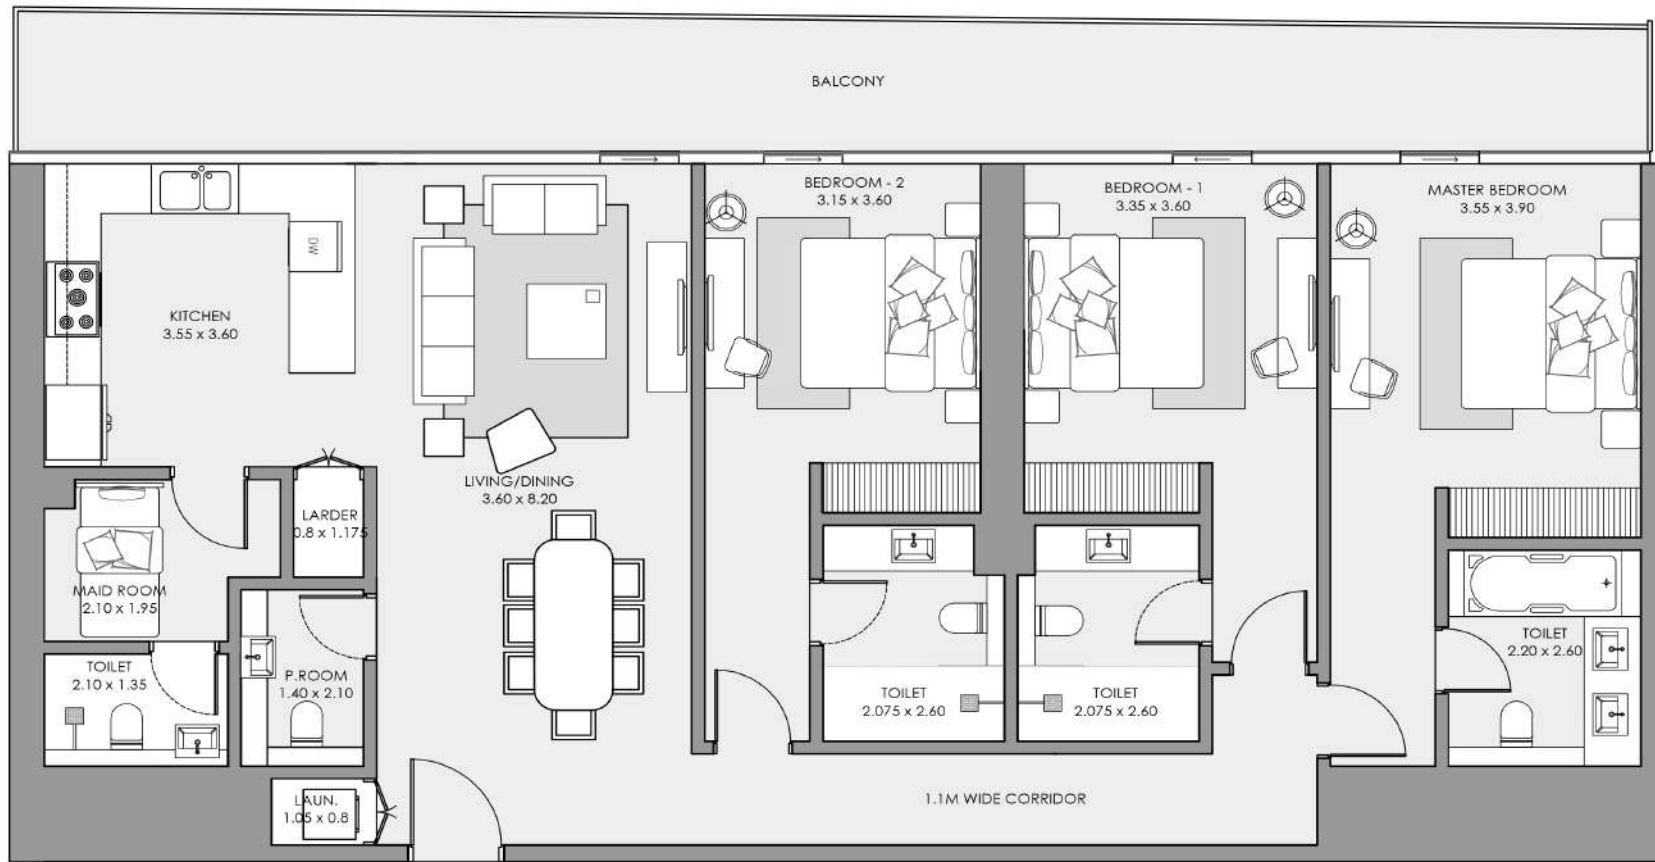 BALCONY
BEDROOM - 2
3.15 x 3.60
BEDROOM - 1
3.35 x 3.60
MASTER BEDROOM
3.55 x 3.90
DW
KITCHEN
3.55 x 3.60
LIVING/DINING
3.60 x 8.20
LARDER
0.8 x 1.175
MAID ROOM
2.10 x 1.95
TOILET
2.10 x 1.35
P.ROOM
1.40 x 2.10
TOILET
2.075 x 2.60
TOILET
2.075 x 2.60
TOILET
2.20 x 2.60
LAUN.
1.05 x 0.8
1.1M WIDE CORRIDOR